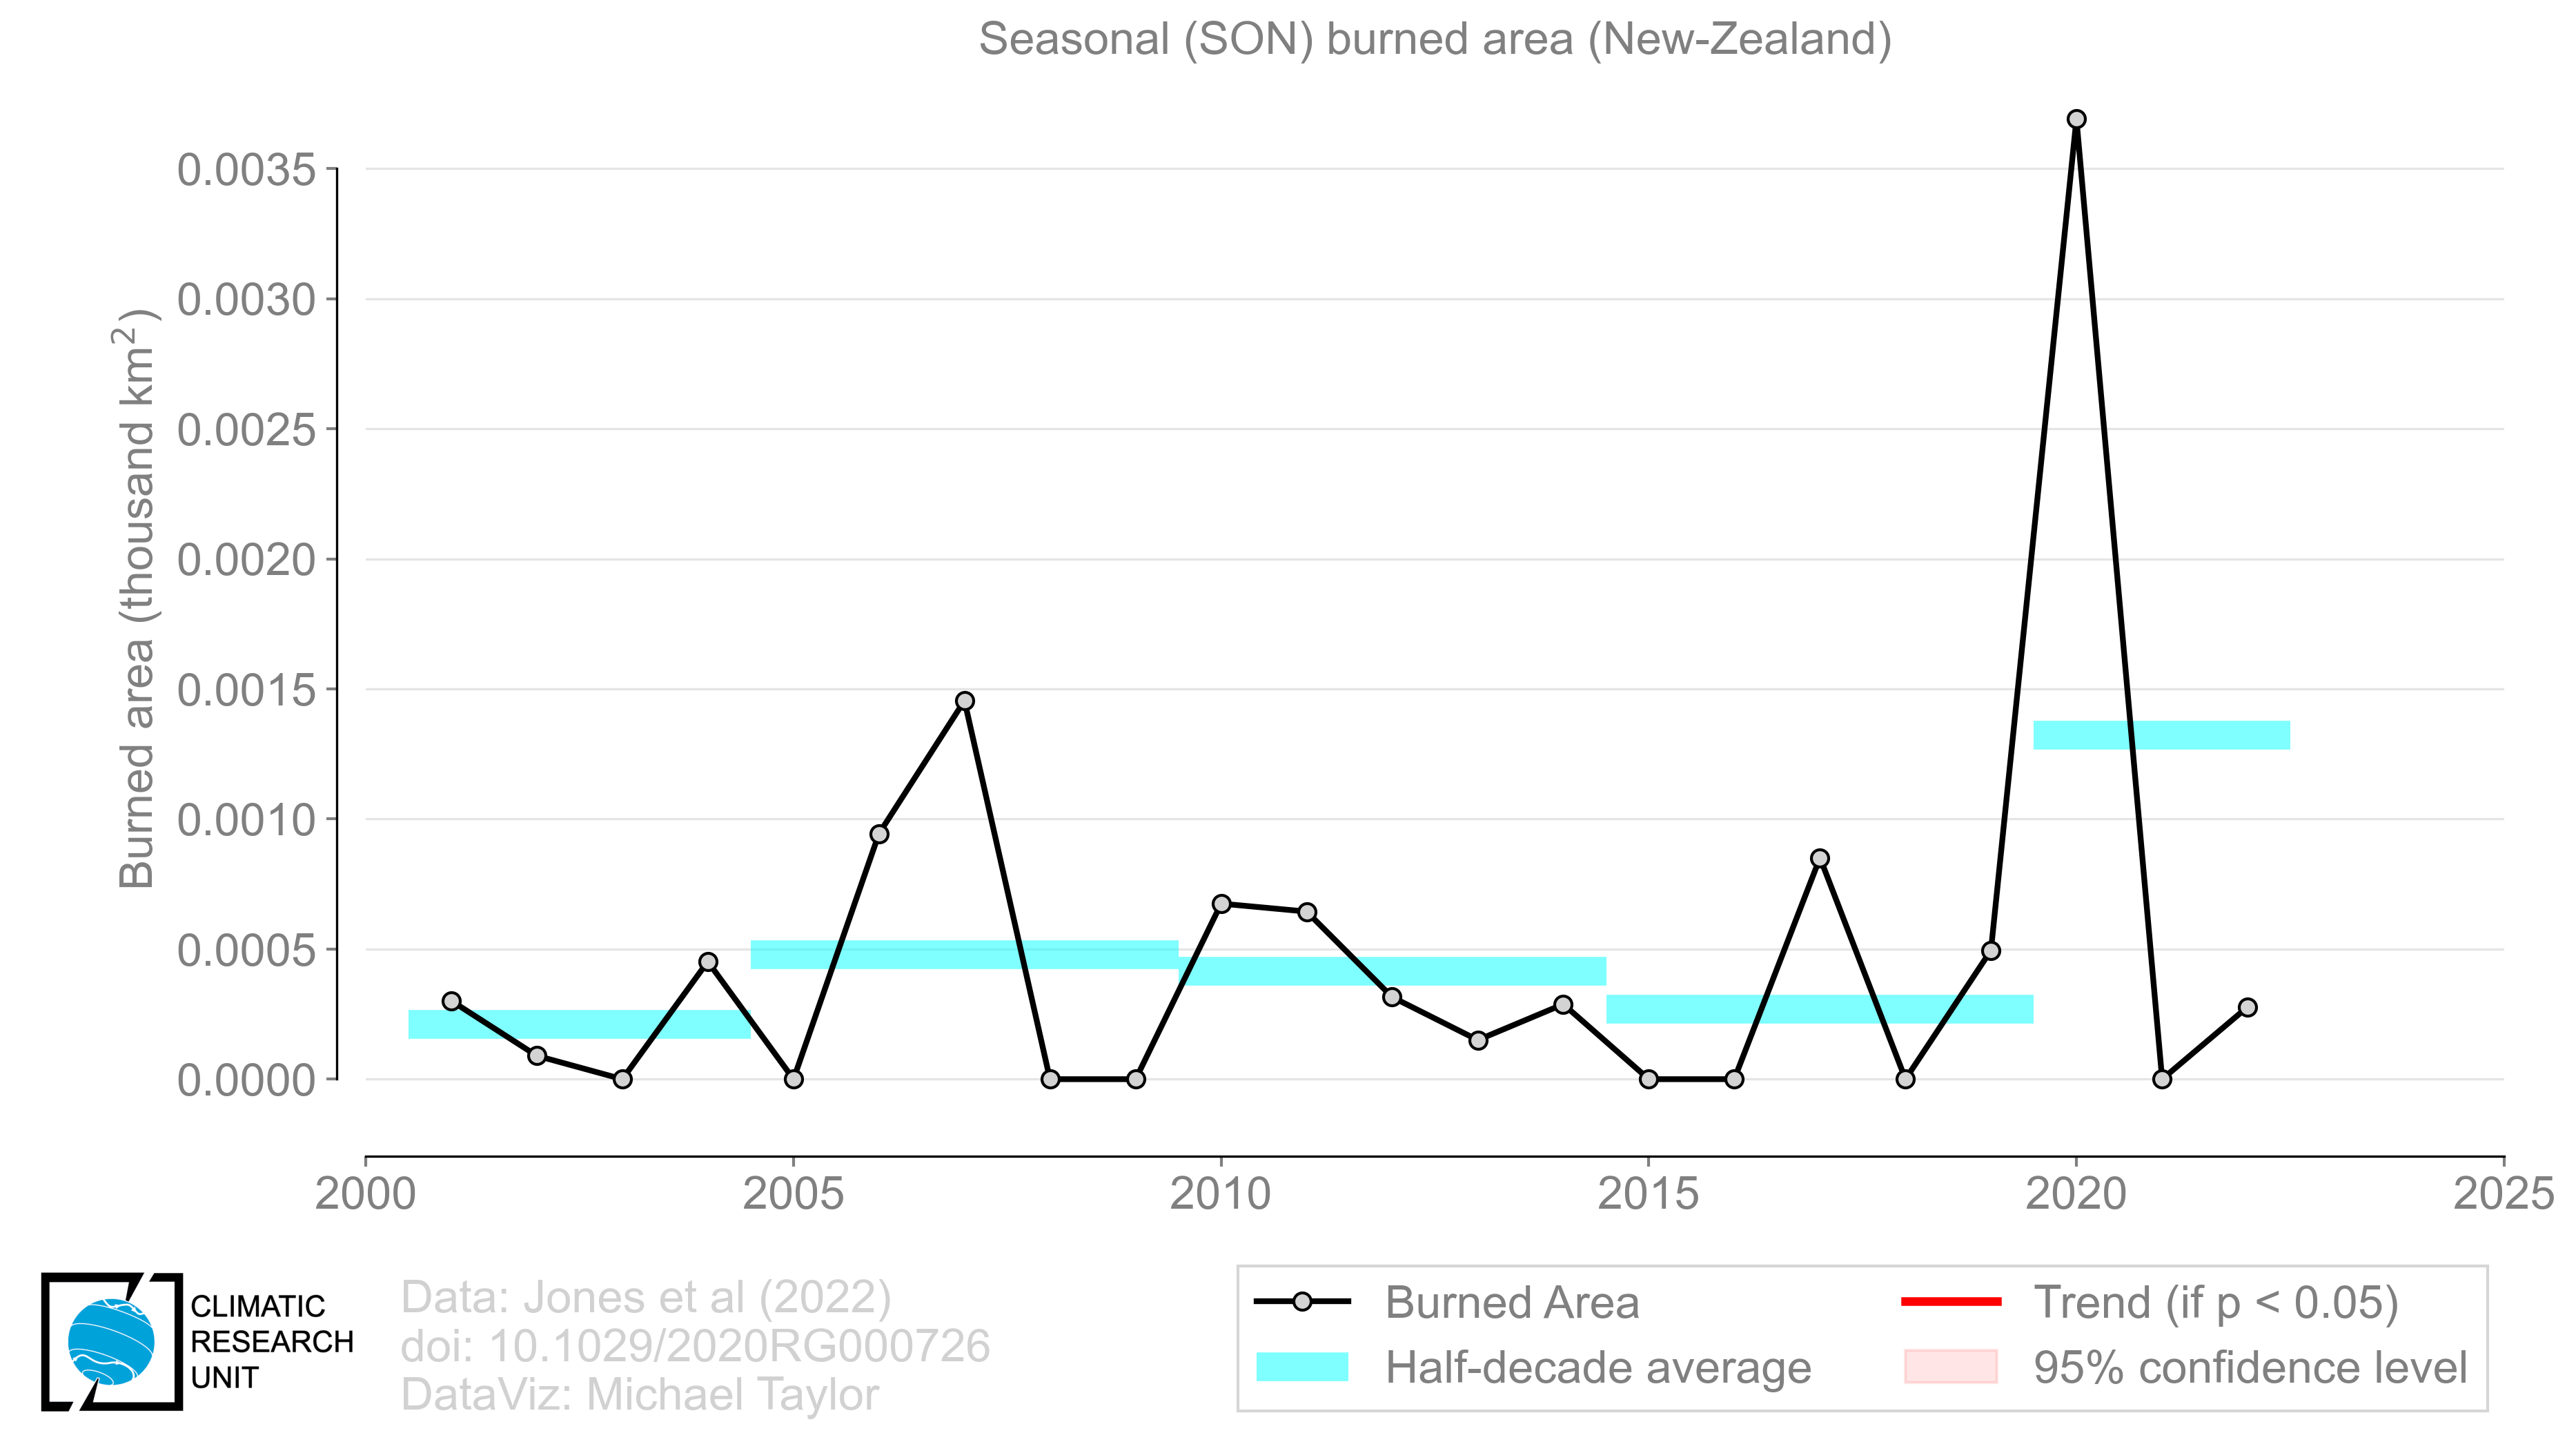 Seasonal (SON) burned area (New-Zealand)
Burned area (thousand km²)
0.0035
0.0030
0.0025
0.0020
0.0015
0.0010
0.0005
0.0000
2000 2005 2010 2015 2020 2025
CLIMATIC
RESEARCH
UNIT
Data: Jones et al (2022)
doi: 10.1029/2020RG000726
DataViz: Michael Taylor
Burned Area
Half-decade average
Trend (if p < 0.05)
95% confidence level